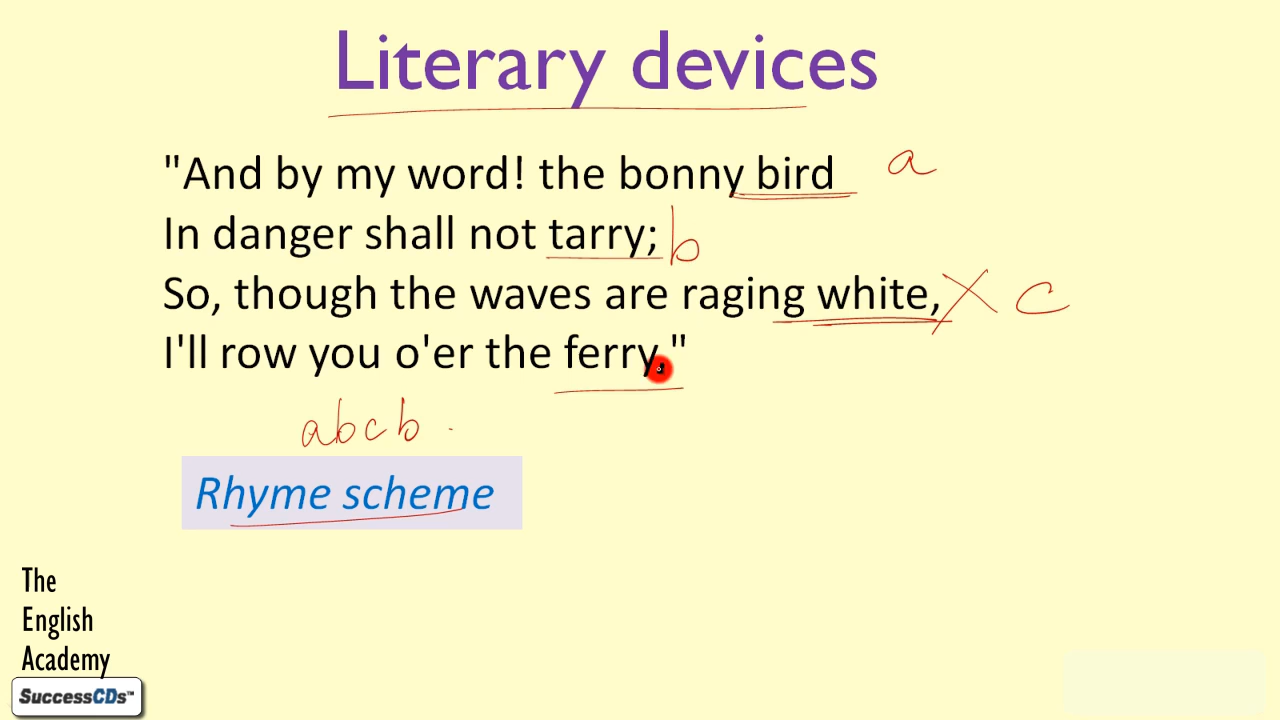 Literary devices
"And by my word! the bonny bird a
In danger shall not tarry; b
So, though the waves are raging white, c
I'll row you o'er the ferry."
abcb
Rhyme scheme
The
English
Academy
SuccessCDs™